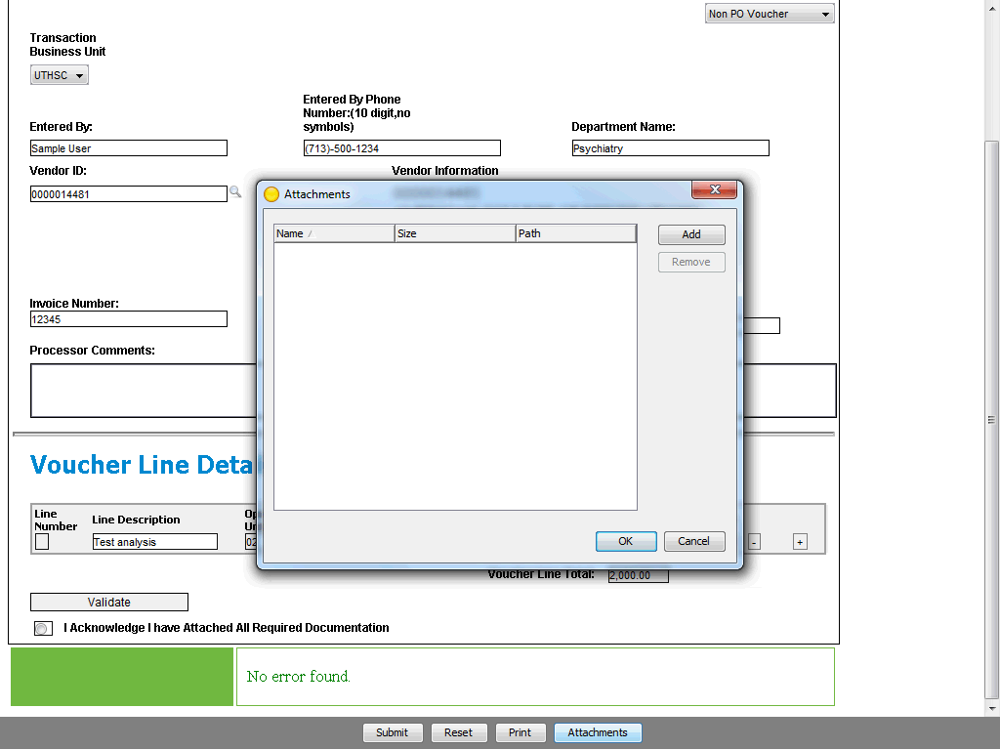 Non PO Voucher
Transaction
Business Unit
UTHSC
Entered By:
Sample User
Entered By Phone
Number:(10 digit,no
symbols)
(713)-500-1234
Department Name:
Psychiatry
Vendor ID:
0000014481
Vendor Information
Attachments
Name
Size
Path
Add
Remove
OK
Cancel
Invoice Number:
12345
Processor Comments:
Voucher Line Deta
Line
Number
Line Description
Op
Un
Test analysis
02
-
+
Voucher Line Total:
2,000.00
Validate
I Acknowledge I have Attached All Required Documentation
No error found.
Submit
Reset
Print
Attachments